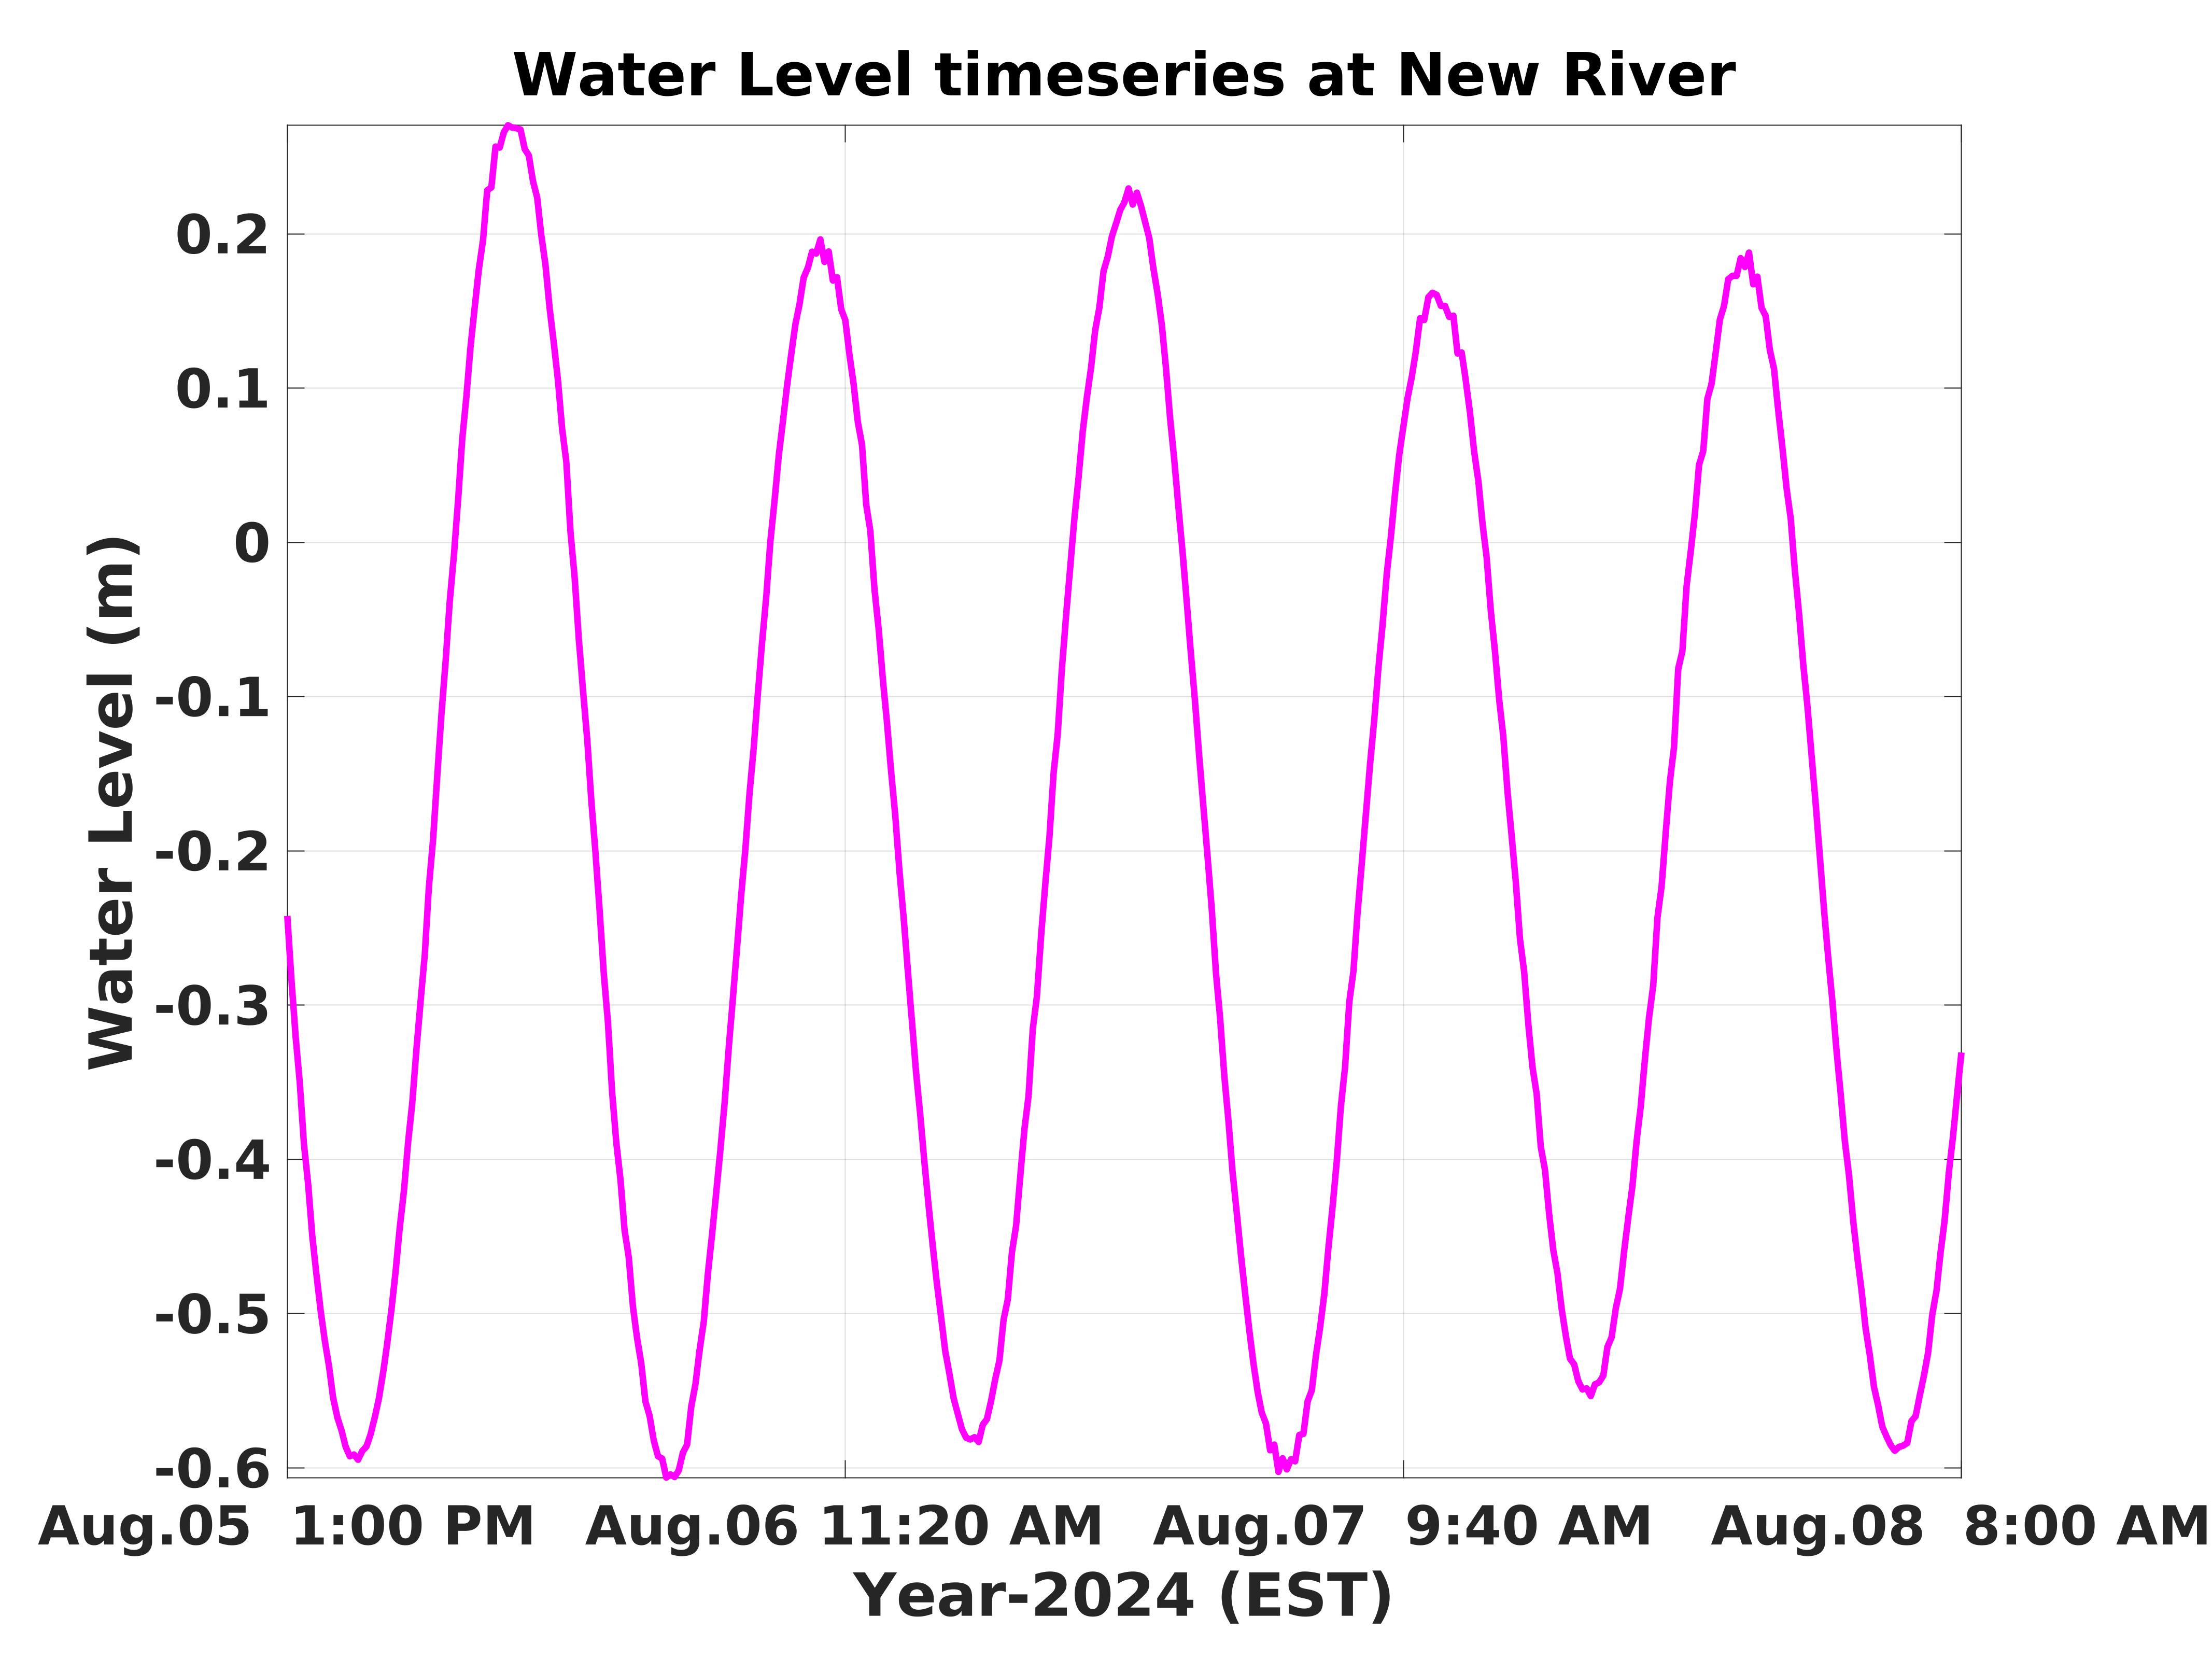 Water Level timeseries at New River
Water Level (m)
0.2
0.1
0
-0.1
-0.2
-0.3
-0.4
-0.5
-0.6
Aug.05 1:00 PM Aug.06 11:20 AM Aug.07 9:40 AM Aug.08 8:00 AM
Year-2024 (EST)